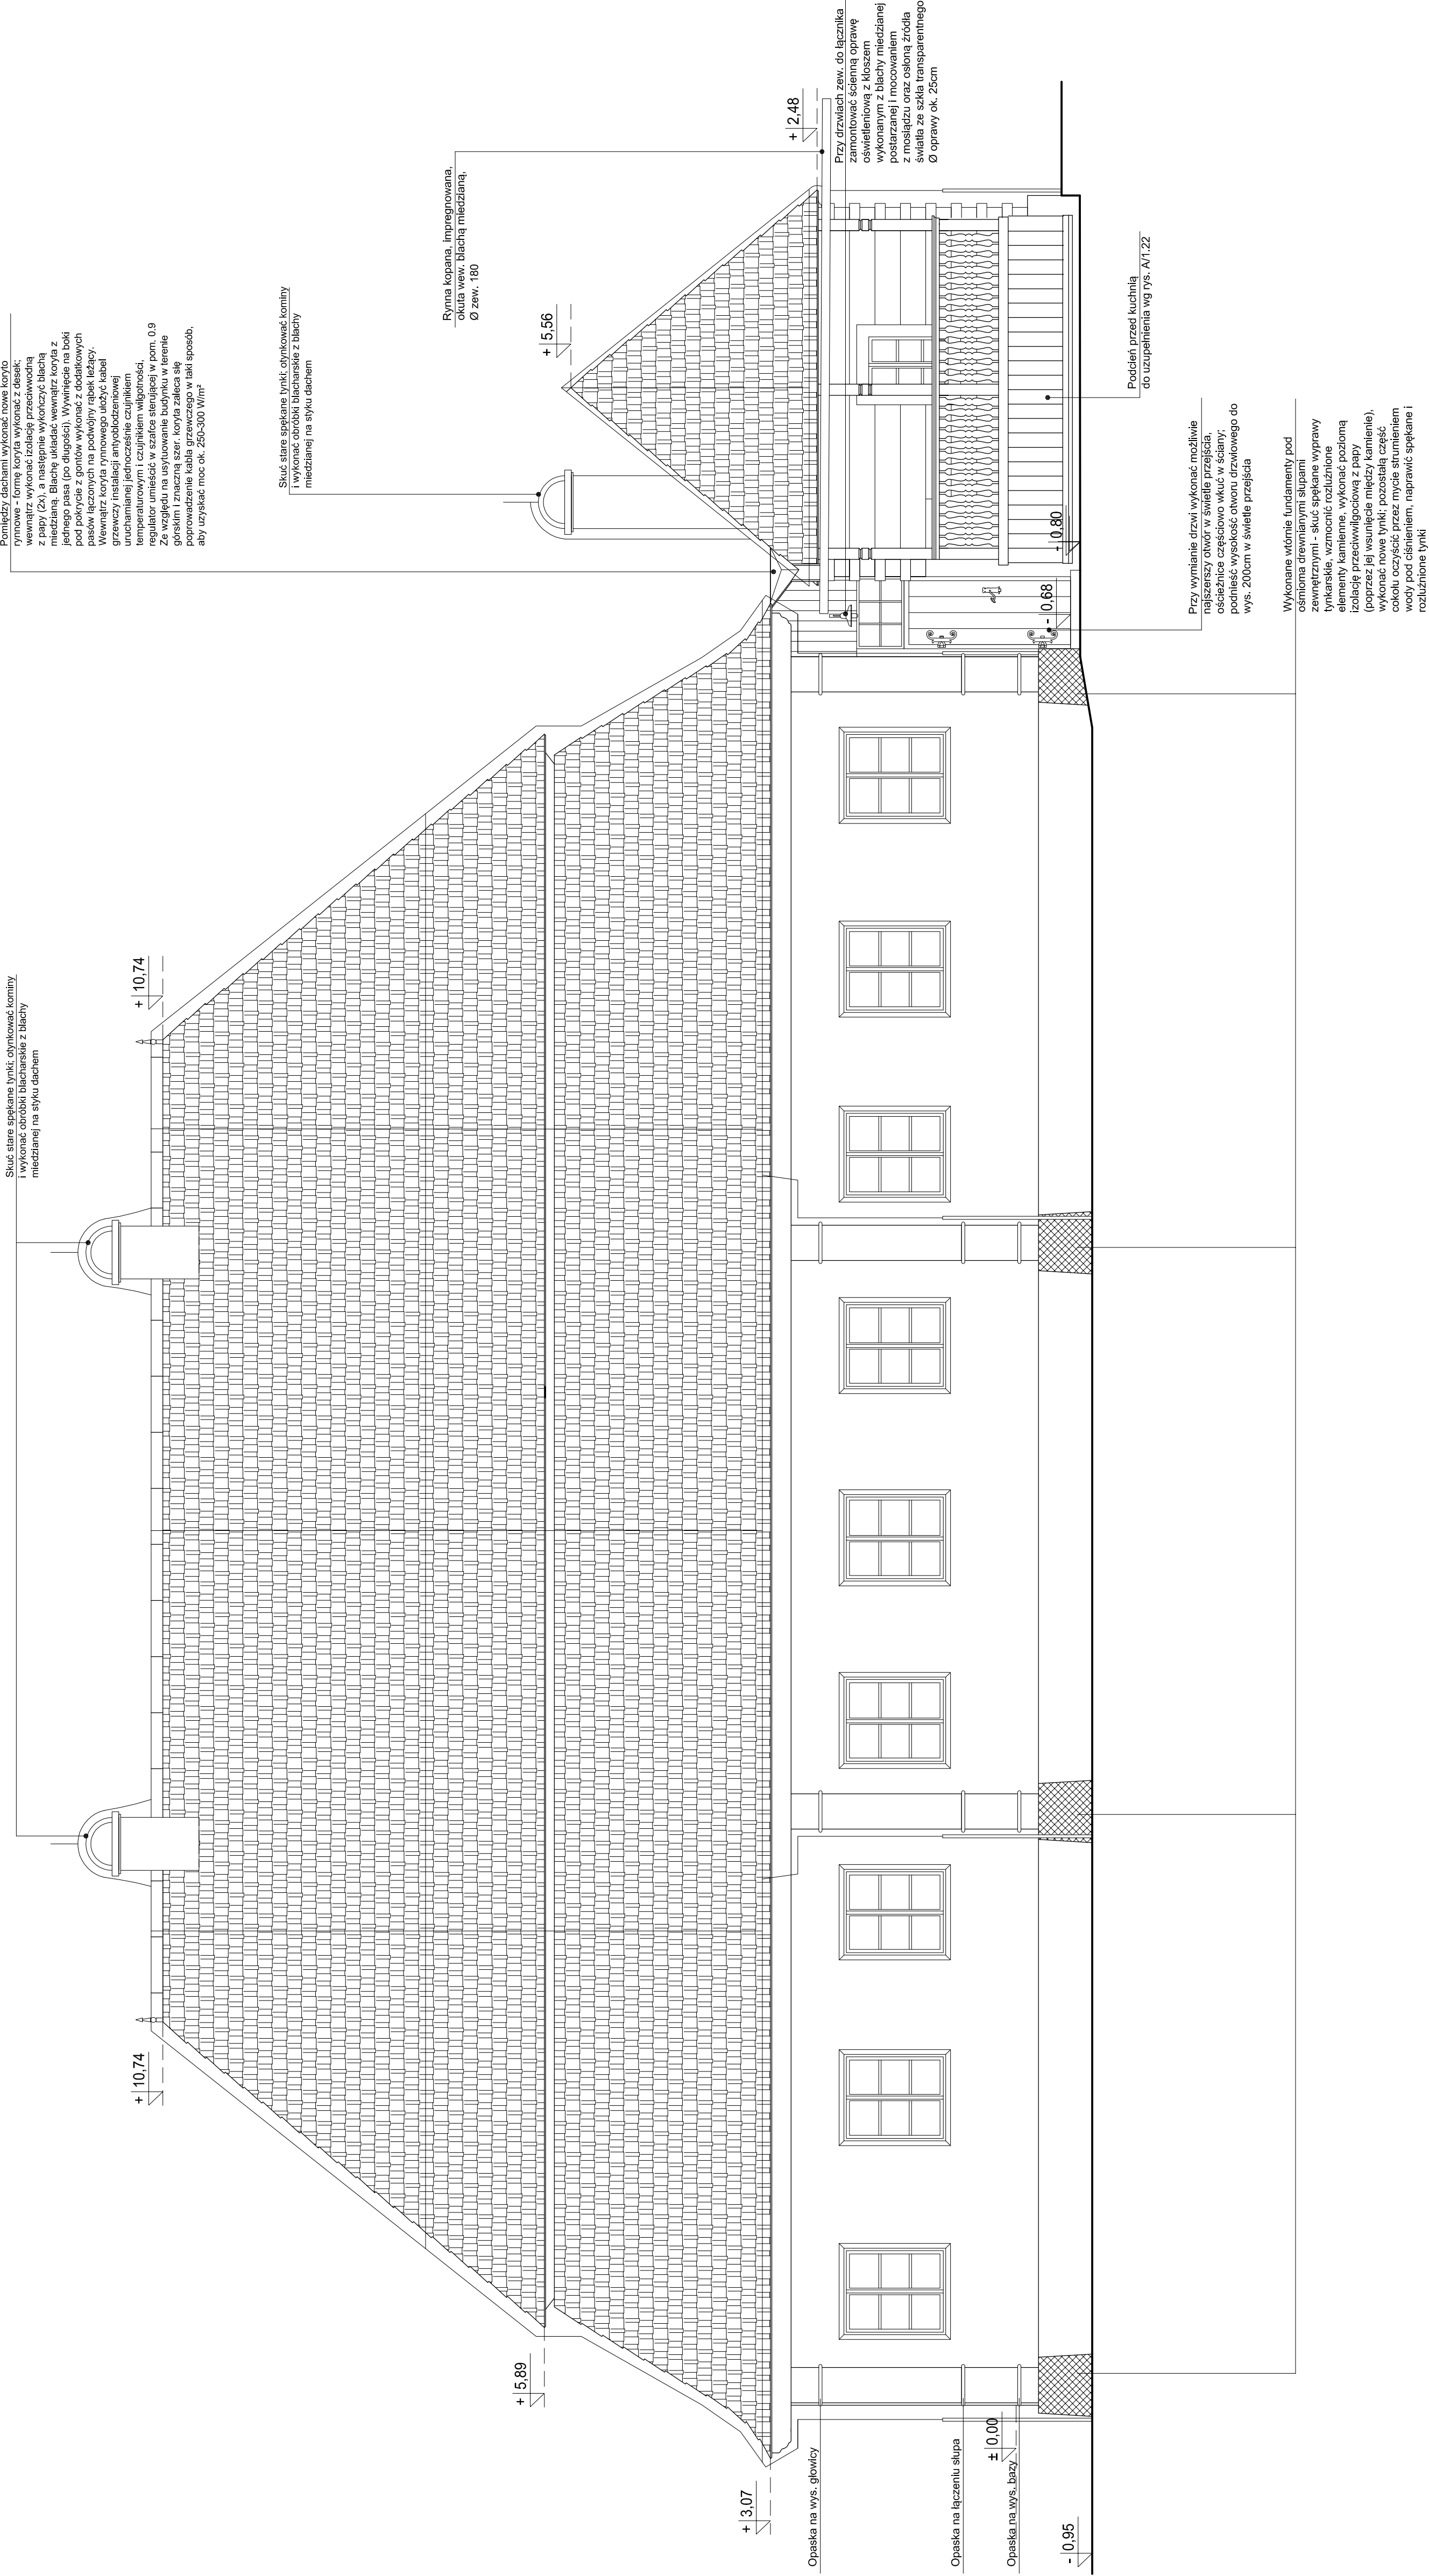 Pomiędzy dachami wykonać nowe koryto
rynnowe - formę koryta wykonać z desek;
wewnątrz wykonać izolację przeciwwodną
z papy (2x), a następnie wykończyć blachą
miedzianą. Blachę układać wewnątrz koryta z
jednego pasa (po długości). Wywinięcie na boki
pod pokrycie z gontów wykonać z dodatkowych
pasów łączonych na podwójny rąbek leżący.
Wewnątrz koryta rynnowego ułożyć kabel
grzewczy instalacji antyoblodzeniowej
uruchamianej jednocześnie czujnikiem
temperaturowym i czujnikiem wilgotności,
regulator umieścić w szafce sterującej w pom. 0.9
Ze względu na usytuowanie budynku w terenie
górskim i znaczną szer. koryta zaleca się
poprowadzenie kabla grzewczego w taki sposób,
aby uzyskać moc ok. 250-300 W/m²
Skuć stare spękane tynki; otynkować kominy
i wykonać obróbki blacharskie z blachy
miedzianej na styku dachem
Skuć stare spękane tynki; otynkować kominy
i wykonać obróbki blacharskie z blachy
miedzianej na styku dachem
Rynna kopana, impregnowana,
okuta wew. blachą miedzianą,
Ø zew. 180
Przy drzwiach zew. do łącznika
zamontować ścienną oprawę
oświetleniową z kloszem
wykonanym z blachy miedzianej
postarzanej i mocowaniem
z mosiądzu oraz osłoną źródła
światła ze szkła transparentnego
Ø oprawy ok. 25cm
+ 10,74
+ 10,74
+ 5,56
+ 2,48
+ 5,89
+ 3,07
Opaska na wys. głowicy
Opaska na łączeniu słupa
± 0,00
Opaska na wys. bazy
- 0,95
- 0,68
- 0,80
Podcień przed kuchnią
do uzupełnienia wg rys. A/1.22
Przy wymianie drzwi wykonać możliwie
najszerszy otwór w świetle przejścia,
ościeżnice częściowo wkuć w ściany;
podnieść wysokość otworu drzwiowego do
wys. 200cm w świetle przejścia
Wykonane wtórnie fundamenty pod
ośmioma drewnianymi słupami
zewnętrznymi - skuć spękane wyprawy
tynkarskie, wzmocnić rozluźnione
elementy kamienne, wykonać poziomą
izolację przeciwwilgociową z papy
(poprzez jej wsunięcie między kamienie),
wykonać nowe tynki; pozostałą część
cokołu oczyścić przez mycie strumieniem
wody pod ciśnieniem, naprawić spękane i
rozluźnione tynki